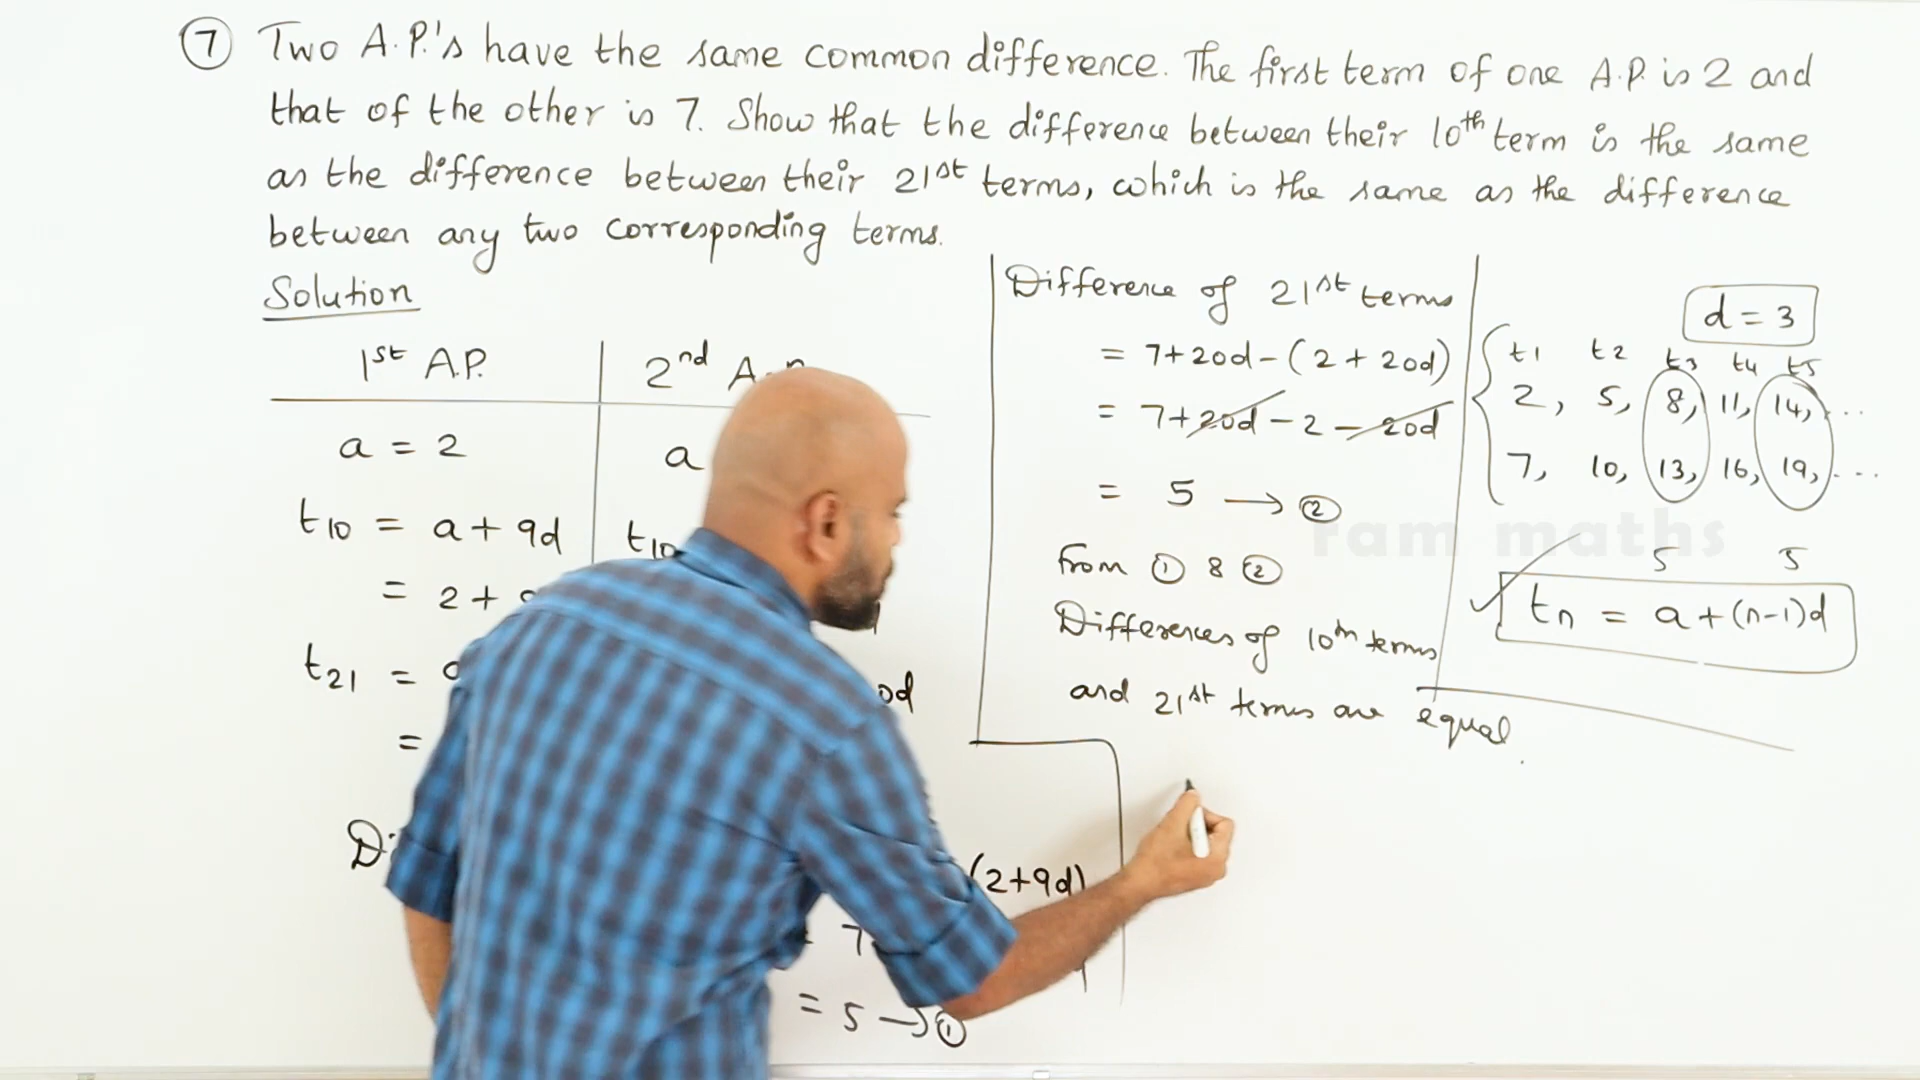 7 Two A.P.'s have the same common difference. The first term of one A.P. is 2 and
that of the other is 7. Show that the difference between their 10th term is the same
as the difference between their 21st terms, which is the same as the difference
between any two corresponding terms.
Solution
1st A.P.
a = 2
t10 = a + 9d
= 2 +
t21 =
=
2nd A.
a
t10
(2+9d)
= 7
= 5 → 1
Difference of 21st terms
= 7+20d-(2+20d)
= 7+20d-2-20d
= 5 → 2
From 1 & 2
Differences of 10th terms
and 21st terms are equal.
d = 3
t1 t2 t3 t4 t5
2, 5, 8, 11, 14, ...
7, 10, 13, 16, 19, ...
ram maths
5 5
tn = a+(n-1)d